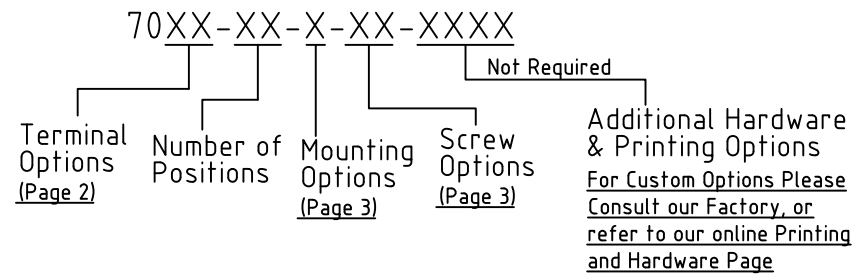 70XX-XX-X-XX-XXXX
Not Required
Terminal
Options
(Page 2)
Number of
Positions
Mounting
Options
(Page 3)
Screw
Options
(Page 3)
Additional Hardware
& Printing Options
For Custom Options Please
Consult our Factory, or
refer to our online Printing
and Hardware Page